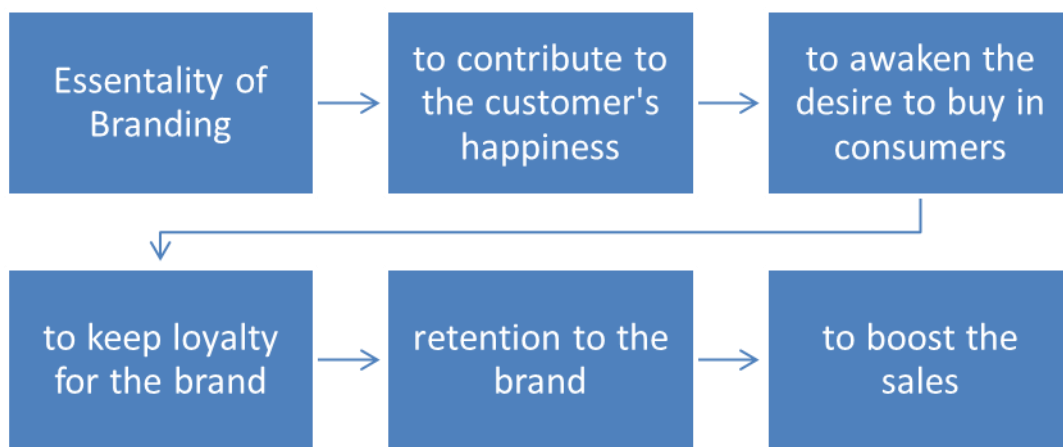 Essentality of
Branding
to contribute to
the customer's
happiness
to awaken the
desire to buy in
consumers
to keep loyalty
for the brand
retention to the
brand
to boost the
sales